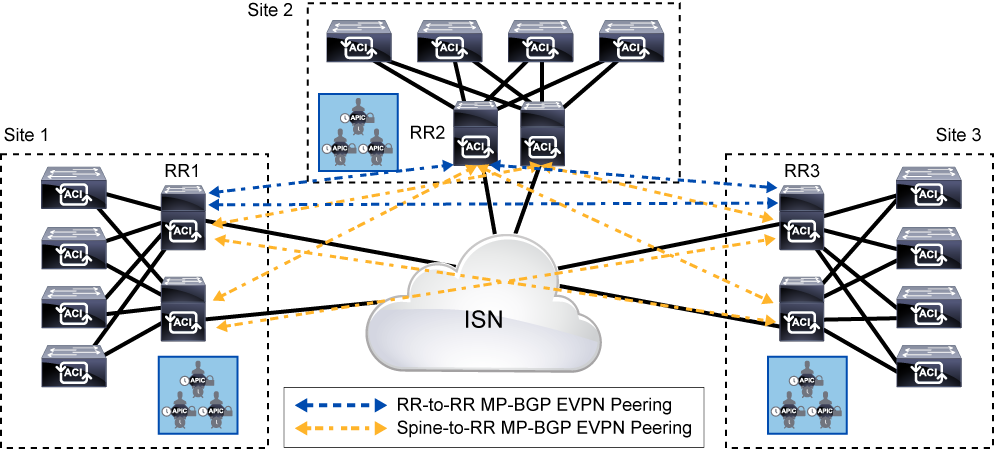 Site 2
ACI
ACI
ACI
ACI
APIC
APIC
APIC
RR2
ACI
ACI
Site 1
Site 3
RR1
RR3
ACI
ACI
ACI
ACI
ACI
ACI
ACI
ACI
ACI
ACI
ACI
ACI
ISN
APIC
APIC
APIC
APIC
APIC
APIC
RR-to-RR MP-BGP EVPN Peering
Spine-to-RR MP-BGP EVPN Peering